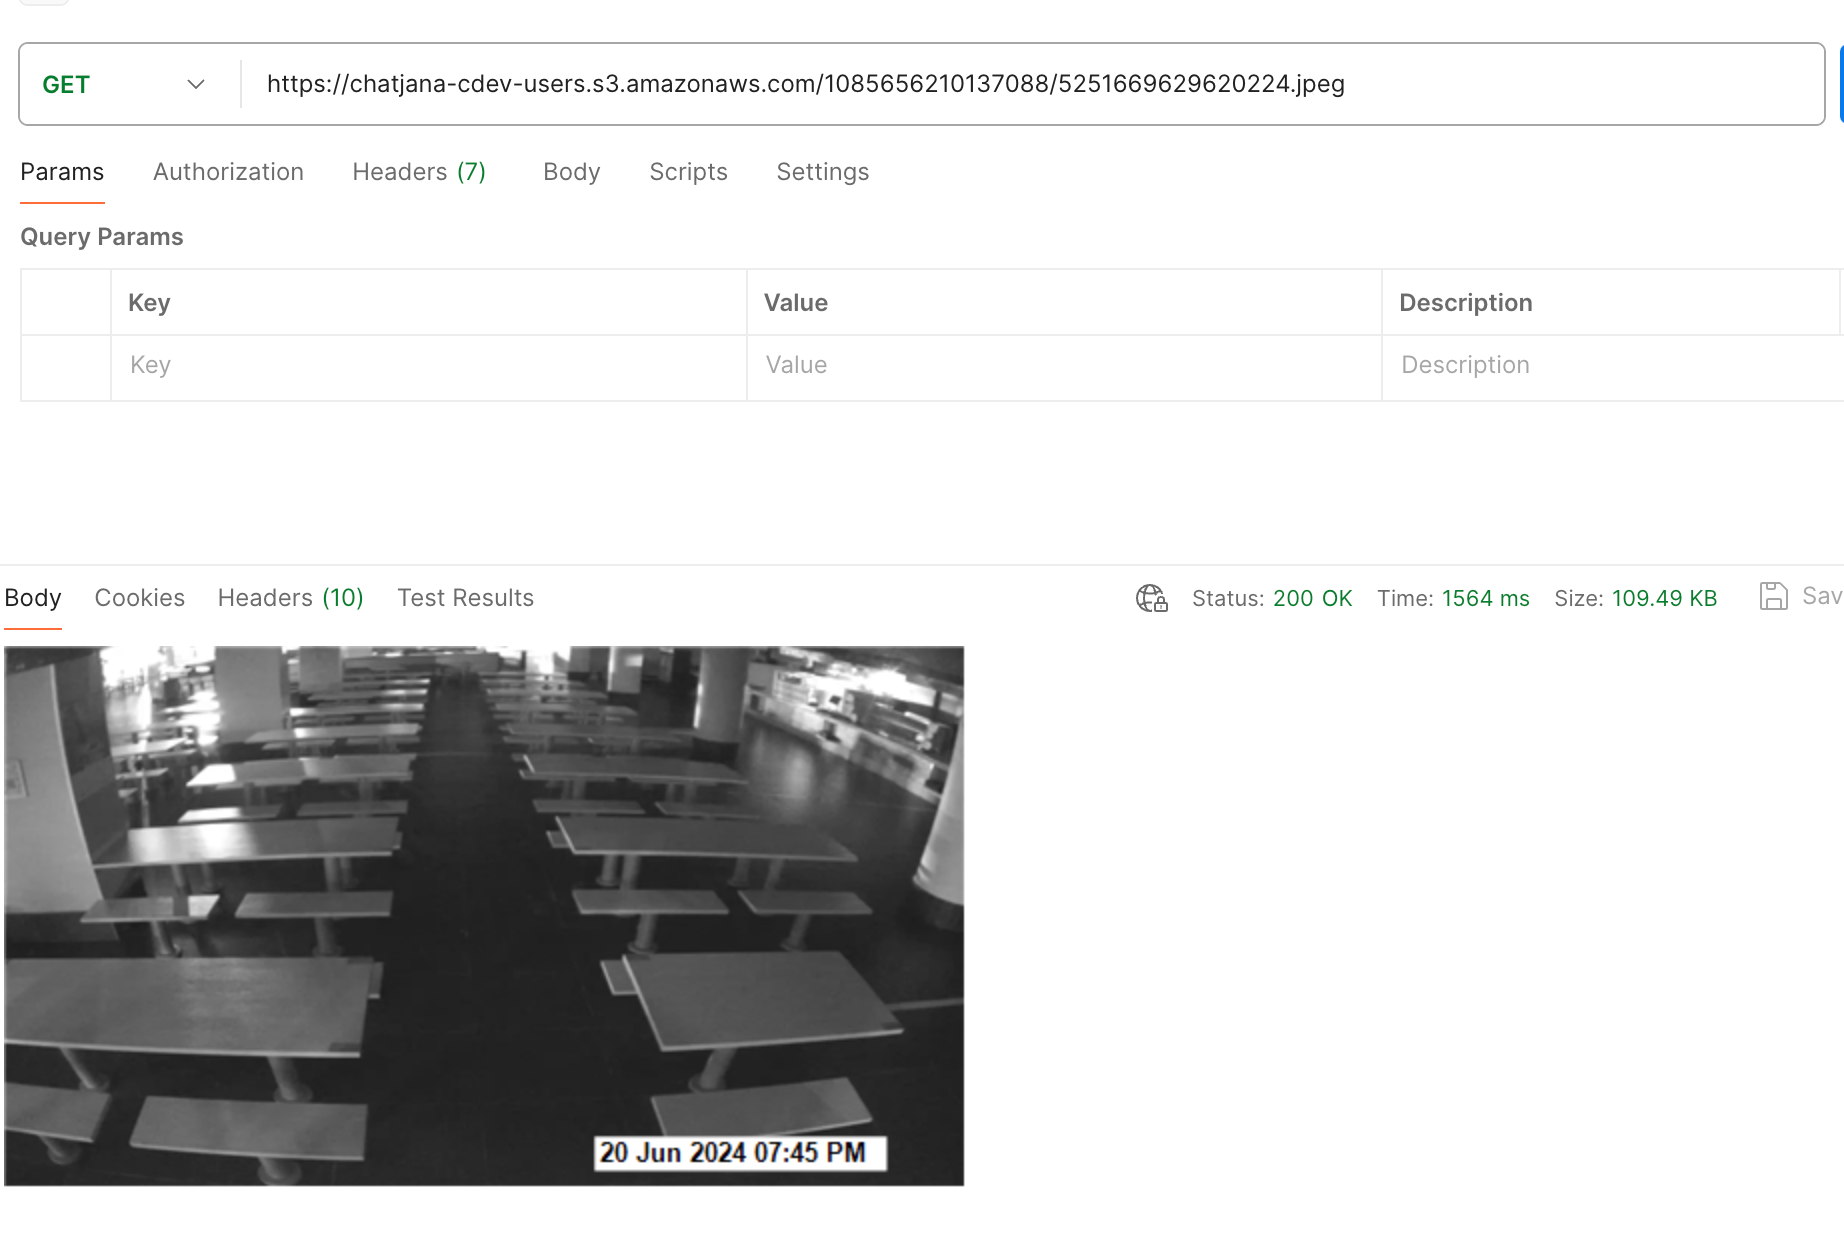 GET
https://chatjana-cdev-users.s3.amazonaws.com/1085656210137088/5251669629620224.jpeg
Params Authorization Headers (7) Body Scripts Settings
Query Params
Key Value Description
Key Value Description
Body Cookies Headers (10) Test Results Status: 200 OK Time: 1564 ms Size: 109.49 KB Sav
20 Jun 2024 07:45 PM